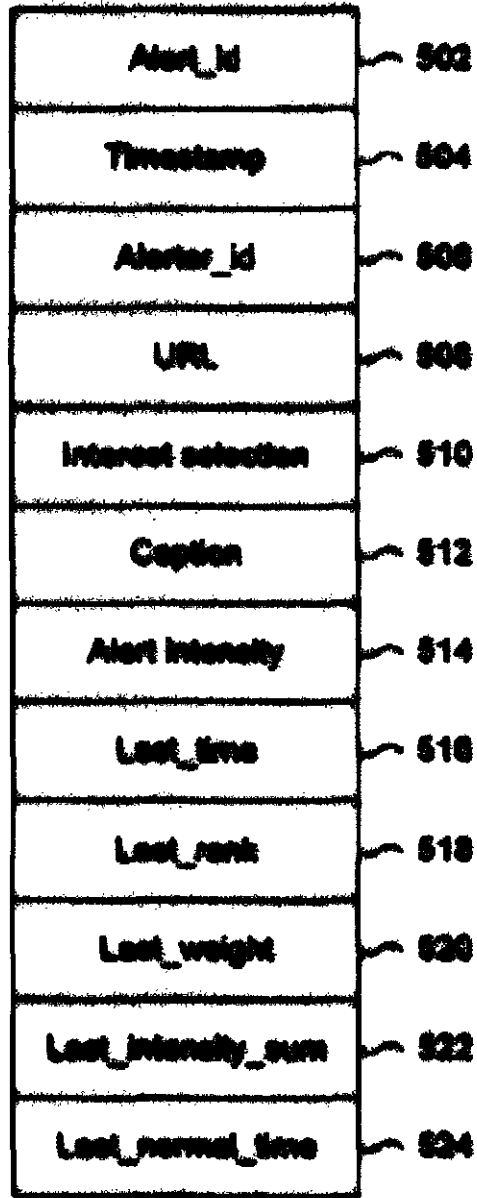 Alert_id 502
Timestamp 504
Alerter_id 506
URL 508
Interest selection 510
Caption 512
Alert intensity 514
Last_time 516
Last_rank 518
Last_weight 520
Last_intensity_sum 522
Last_normal_time 524